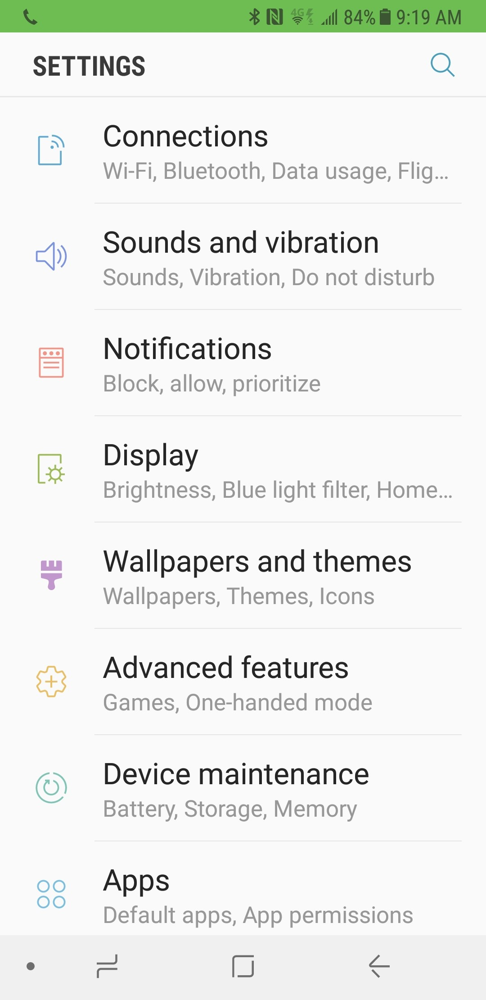 4G 84% 9:19 AM
SETTINGS
Connections
Wi-Fi, Bluetooth, Data usage, Flig...
Sounds and vibration
Sounds, Vibration, Do not disturb
Notifications
Block, allow, prioritize
Display
Brightness, Blue light filter, Home...
Wallpapers and themes
Wallpapers, Themes, Icons
Advanced features
Games, One-handed mode
Device maintenance
Battery, Storage, Memory
Apps
Default apps, App permissions